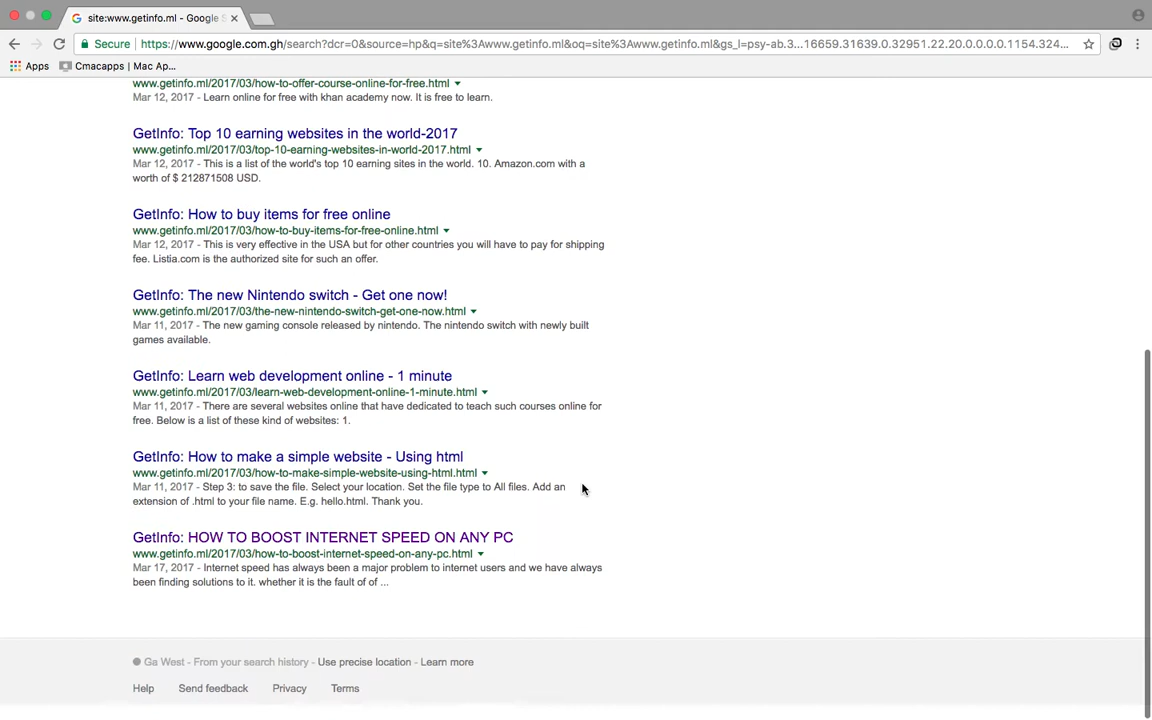 site:www.getinfo.ml - Google S
Secure https://www.google.com.gh/search?dcr=0&source=hp&q=site%3Awww.getinfo.ml&oq=site%3Awww.getinfo.ml&gs_l=psy-ab.3...16659.31639.0.32951.22.20.0.0.0.0.1154.324...
Apps Cmacapps | Mac Ap...
www.getinfo.ml/2017/03/how-to-offer-course-online-for-free.html
Mar 12, 2017 - Learn online for free with khan academy now. It is free to learn.
GetInfo: Top 10 earning websites in the world-2017
www.getinfo.ml/2017/03/top-10-earning-websites-in-world-2017.html
Mar 12, 2017 - This is a list of the world's top 10 earning sites in the world. 10. Amazon.com with a
worth of $ 212871508 USD.
GetInfo: How to buy items for free online
www.getinfo.ml/2017/03/how-to-buy-items-for-free-online.html
Mar 12, 2017 - This is very effective in the USA but for other countries you will have to pay for shipping
fee. Listia.com is the authorized site for such an offer.
GetInfo: The new Nintendo switch - Get one now!
www.getinfo.ml/2017/03/the-new-nintendo-switch-get-one-now.html
Mar 11, 2017 - The new gaming console released by nintendo. The nintendo switch with newly built
games available.
GetInfo: Learn web development online - 1 minute
www.getinfo.ml/2017/03/learn-web-development-online-1-minute.html
Mar 11, 2017 - There are several websites online that have dedicated to teach such courses online for
free. Below is a list of these kind of websites: 1.
GetInfo: How to make a simple website - Using html
www.getinfo.ml/2017/03/how-to-make-simple-website-using-html.html
Mar 11, 2017 - Step 3: to save the file. Select your location. Set the file type to All files. Add an
extension of .html to your file name. E.g. hello.html. Thank you.
GetInfo: HOW TO BOOST INTERNET SPEED ON ANY PC
www.getinfo.ml/2017/03/how-to-boost-internet-speed-on-any-pc.html
Mar 17, 2017 - Internet speed has always been a major problem to internet users and we have always
been finding solutions to it. whether it is the fault of of ...
Ga West - From your search history - Use precise location - Learn more
Help Send feedback Privacy Terms